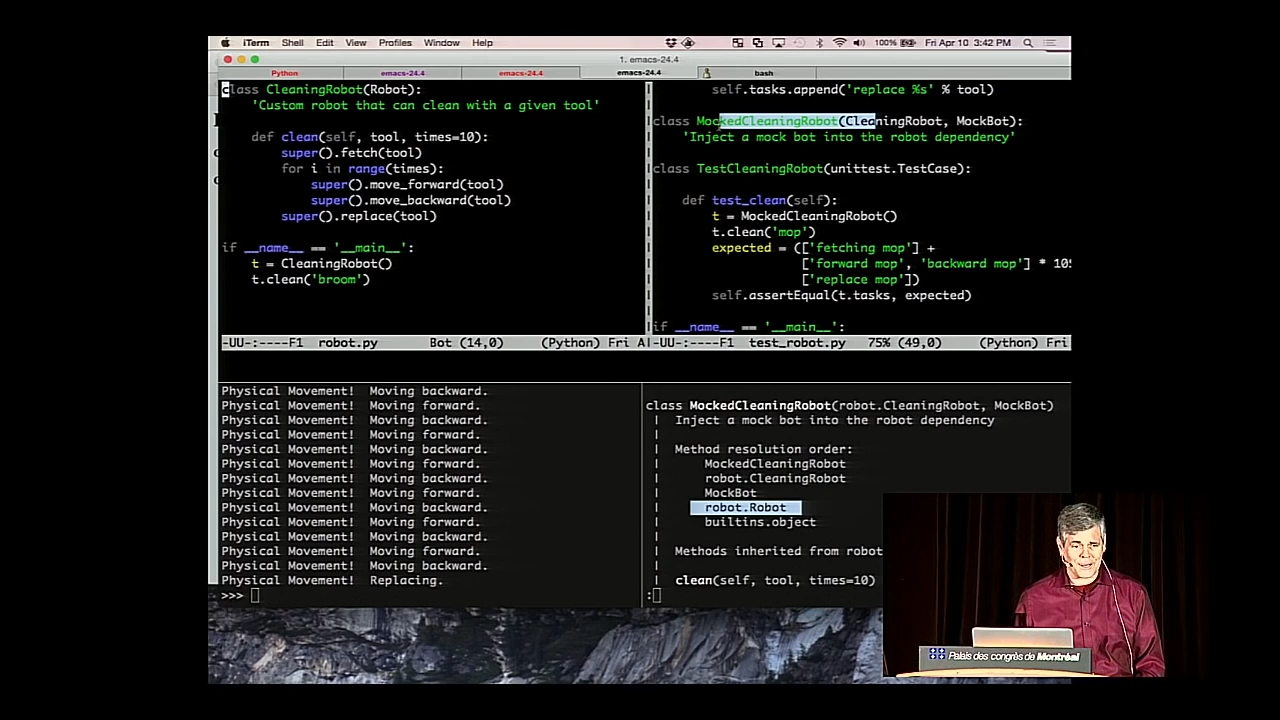 iTerm Shell Edit View Profiles Window Help 100% Fri Apr 10 3:42 PM
1. emacs-24.4
Python emacs-24.4 emacs-24.4 emacs-24.4 bash
class CleaningRobot(Robot):
'Custom robot that can clean with a given tool'
def clean(self, tool, times=10):
super().fetch(tool)
for i in range(times):
super().move_forward(tool)
super().move_backward(tool)
super().replace(tool)
if __name__ == '__main__':
t = CleaningRobot()
t.clean('broom')
-UU-:----F1 robot.py Bot (14,0) (Python) Fri A
self.tasks.append('replace %s' % tool)
class MockedCleaningRobot(CleaningRobot, MockBot):
'Inject a mock bot into the robot dependency'
class TestCleaningRobot(unittest.TestCase):
def test_clean(self):
t = MockedCleaningRobot()
t.clean('mop')
expected = (['fetching mop'] +
['forward mop', 'backward mop'] * 10
['replace mop'])
self.assertEqual(t.tasks, expected)
if __name__ == '__main__':
-UU-:----F1 test_robot.py 75% (49,0) (Python) Fri
Physical Movement! Moving backward.
Physical Movement! Moving forward.
Physical Movement! Moving backward.
Physical Movement! Moving forward.
Physical Movement! Moving backward.
Physical Movement! Moving forward.
Physical Movement! Moving backward.
Physical Movement! Moving forward.
Physical Movement! Moving backward.
Physical Movement! Moving forward.
Physical Movement! Moving backward.
Physical Movement! Moving forward.
Physical Movement! Moving backward.
Physical Movement! Replacing.
>>>
class MockedCleaningRobot(robot.CleaningRobot, MockBot)
| Inject a mock bot into the robot dependency
|
| Method resolution order:
| MockedCleaningRobot
| robot.CleaningRobot
| MockBot
| robot.Robot
| builtins.object
|
| Methods inherited from robot
|
| clean(self, tool, times=10)
:
Palais des congrès de Montréal